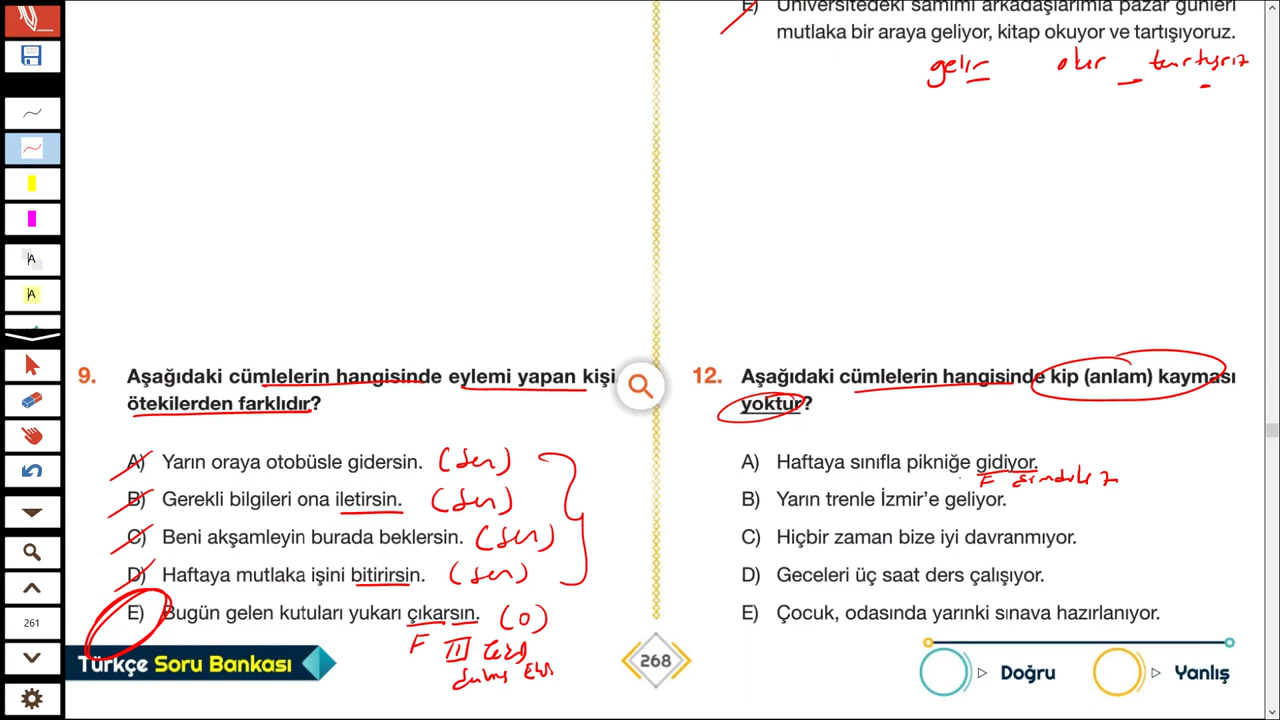 E) Üniversitedeki samimi arkadaşlarımla pazar günleri
mutlaka bir araya geliyor, kitap okuyor ve tartışıyoruz.
gelir okur tartışırız
9. Aşağıdaki cümlelerin hangisinde eylemi yapan kişi
ötekilerden farklıdır?
A) Yarın oraya otobüsle gidersin. (Sen)
B) Gerekli bilgileri ona iletirsin. (Sen)
C) Beni akşamleyin burada beklersin. (Sen)
D) Haftaya mutlaka işini bitirirsin. (Sen)
E) Bugün gelen kutuları yukarı çıkarsın. (O)
F III
12. Aşağıdaki cümlelerin hangisinde kip (anlam) kayması
yoktur?
A) Haftaya sınıfla pikniğe gidiyor.
F şimdiki z
B) Yarın trenle İzmir'e geliyor.
C) Hiçbir zaman bize iyi davranmıyor.
D) Geceleri üç saat ders çalışıyor.
E) Çocuk, odasında yarınki sınava hazırlanıyor.
Türkçe Soru Bankası
268
Doğru
Yanlış
A
A
261